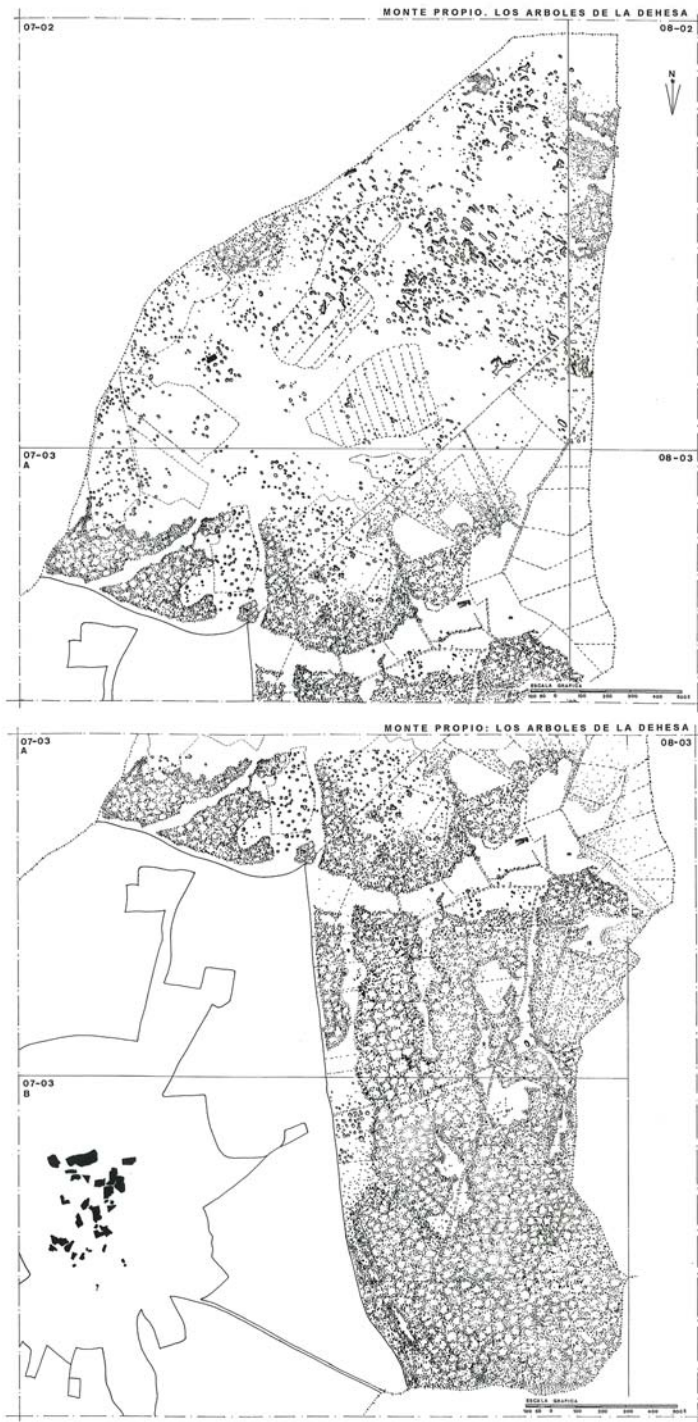 MONTE PROPIO. LOS ARBOLES DE LA DEHESA
07-02
08-02
N
07-03
A
08-03
ESCALA GRAFICA
MONTE PROPIO: LOS ARBOLES DE LA DEHESA
07-03
A
08-03
07-03
B
?
ESCALA GRAFICA